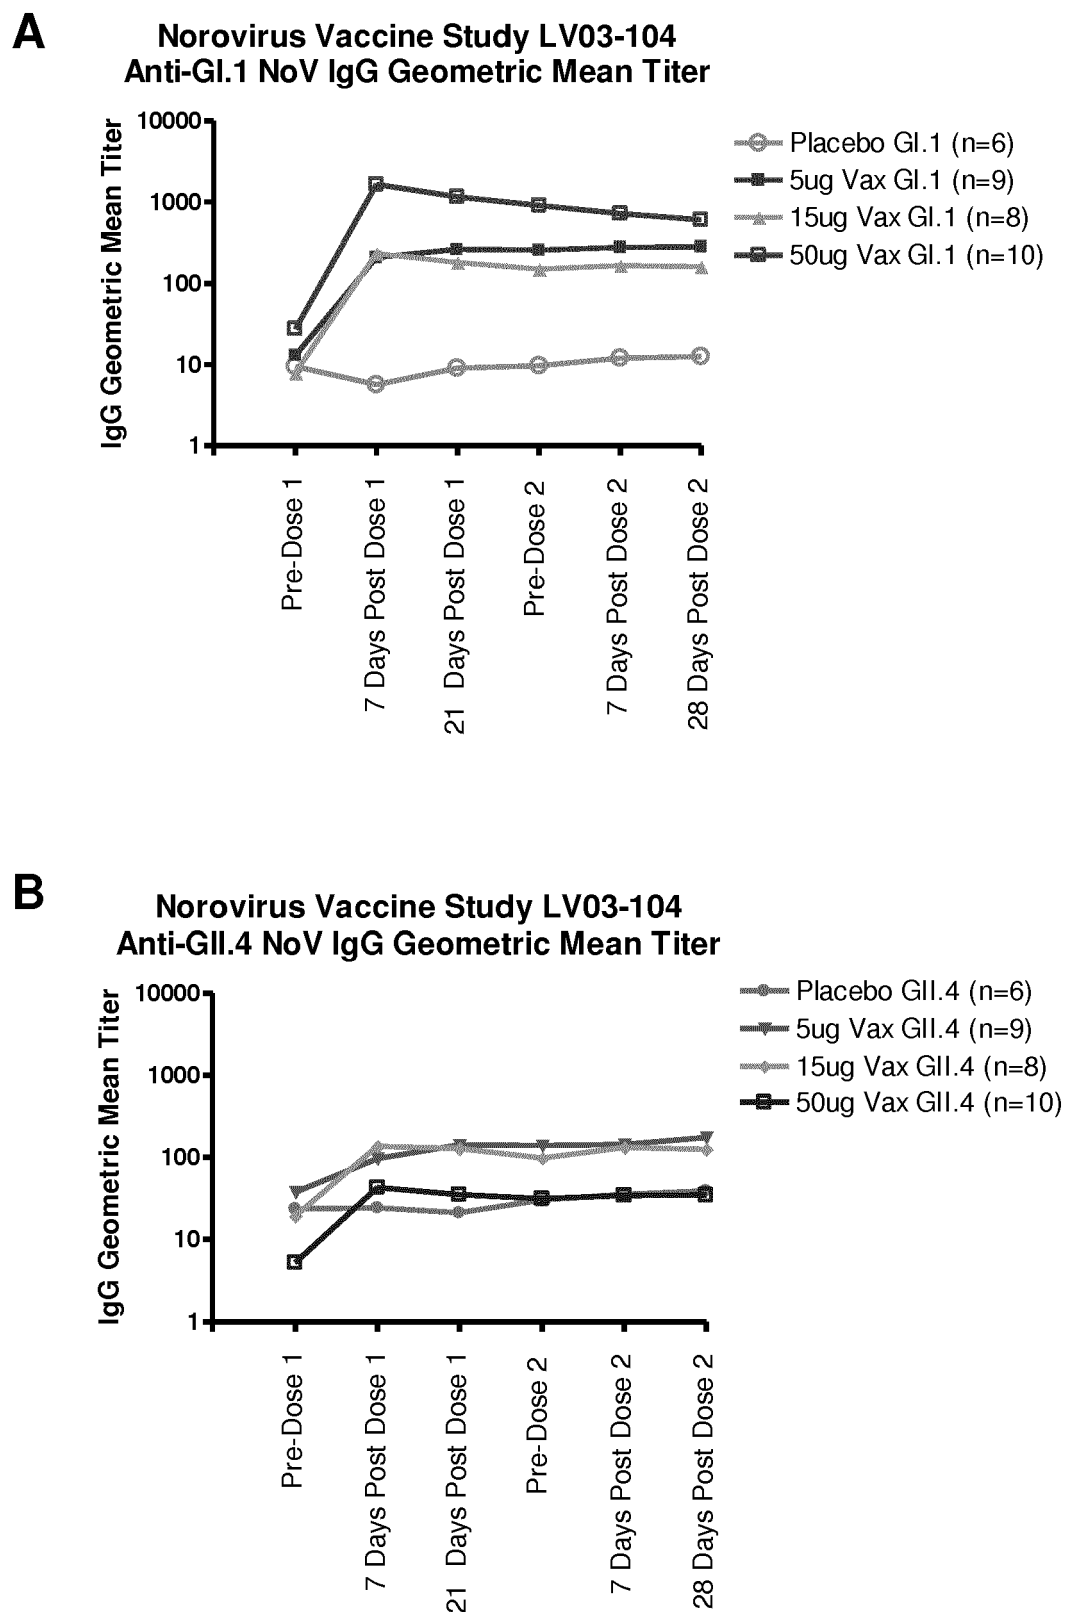 A
Norovirus Vaccine Study LV03-104
Anti-GI.1 NoV IgG Geometric Mean Titer
IgG Geometric Mean Titer
10000
1000
100
10
1
Placebo GI.1 (n=6)
5ug Vax GI.1 (n=9)
15ug Vax GI.1 (n=8)
50ug Vax GI.1 (n=10)
Pre-Dose 1
7 Days Post Dose 1
21 Days Post Dose 1
Pre-Dose 2
7 Days Post Dose 2
28 Days Post Dose 2
B
Norovirus Vaccine Study LV03-104
Anti-GII.4 NoV IgG Geometric Mean Titer
IgG Geometric Mean Titer
10000
1000
100
10
1
Placebo GII.4 (n=6)
5ug Vax GII.4 (n=9)
15ug Vax GII.4 (n=8)
50ug Vax GII.4 (n=10)
Pre-Dose 1
7 Days Post Dose 1
21 Days Post Dose 1
Pre-Dose 2
7 Days Post Dose 2
28 Days Post Dose 2